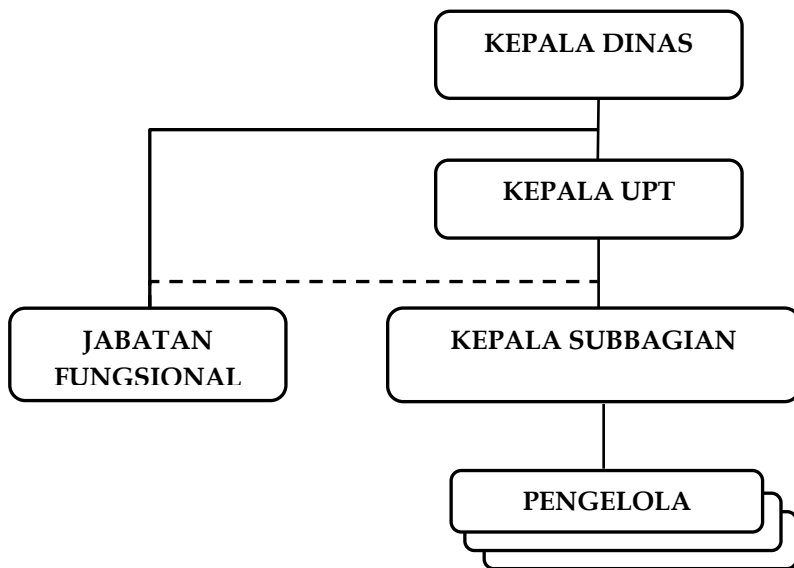 KEPALA DINAS
KEPALA UPT
JABATAN
FUNGSIONAL
KEPALA SUBBAGIAN
PENGELOLA